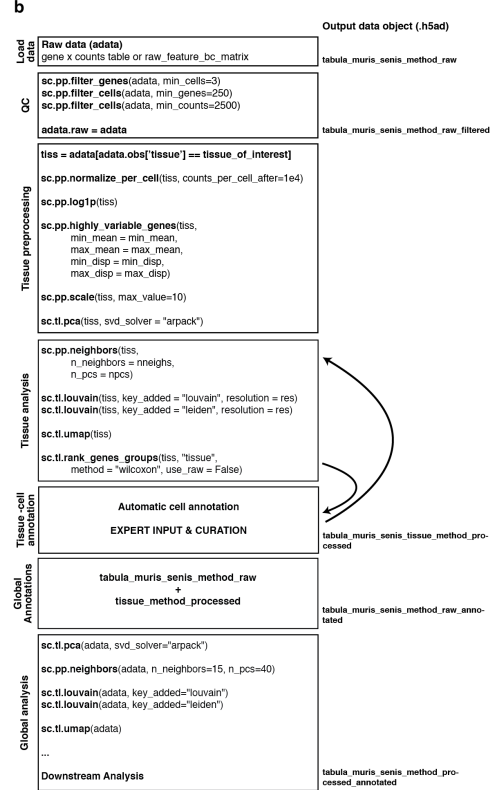 b
Output data object (.h5ad)
Load
data
Raw data (adata)
gene x counts table or raw_feature_bc_matrix
tabula_muris_senis_method_raw
QC
sc.pp.filter_genes(adata, min_cells=3)
sc.pp.filter_cells(adata, min_genes=250)
sc.pp.filter_cells(adata, min_counts=2500)
adata.raw = adata
tabula_muris_senis_method_raw_filtered
Tissue preprocessing
tiss = adata[adata.obs['tissue'] == tissue_of_interest]
sc.pp.normalize_per_cell(tiss, counts_per_cell_after=1e4)
sc.pp.log1p(tiss)
sc.pp.highly_variable_genes(tiss,
min_mean = min_mean,
max_mean = max_mean,
min_disp = min_disp,
max_disp = max_disp)
sc.pp.scale(tiss, max_value=10)
sc.tl.pca(tiss, svd_solver = "arpack")
Tissue analysis
sc.pp.neighbors(tiss,
n_neighbors = nneighs,
n_pcs = npcs)
sc.tl.louvain(tiss, key_added = "louvain", resolution = res)
sc.tl.louvain(tiss, key_added = "leiden", resolution = res)
sc.tl.umap(tiss)
sc.tl.rank_genes_groups(tiss, "tissue",
method = "wilcoxon", use_raw = False)
Tissue -cell
annotation
Automatic cell annotation
EXPERT INPUT & CURATION
tabula_muris_senis_tissue_method_pro-
cessed
Global
Annotations
tabula_muris_senis_method_raw
+
tissue_method_processed
tabula_muris_senis_method_raw_anno-
tated
Global analysis
sc.tl.pca(adata, svd_solver="arpack")
sc.pp.neighbors(adata, n_neighbors=15, n_pcs=40)
sc.tl.louvain(adata, key_added="louvain")
sc.tl.louvain(adata, key_added="leiden")
sc.tl.umap(adata)
...
Downstream Analysis
tabula_muris_senis_method_pro-
cessed_annotated